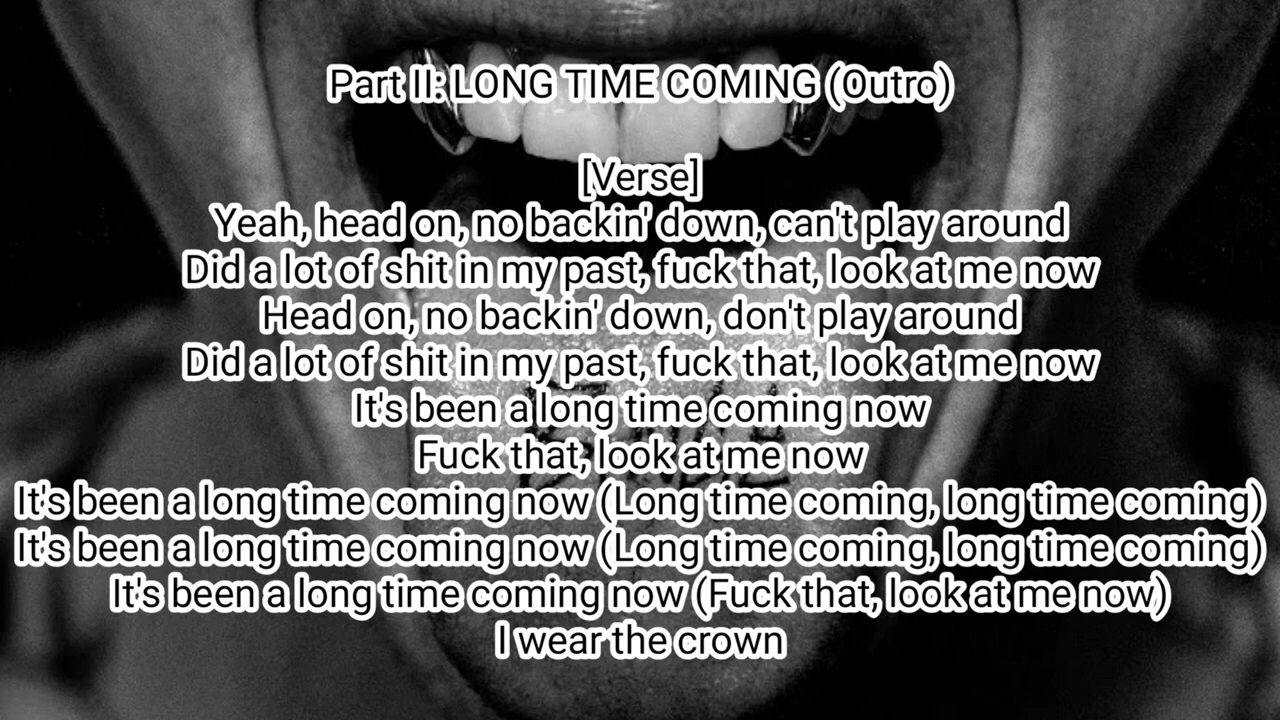 Part II: LONG TIME COMING (Outro)
[Verse]
Yeah, head on, no backin' down, can't play around
Did a lot of shit in my past, fuck that, look at me now
Head on, no backin' down, don't play around
Did a lot of shit in my past, fuck that, look at me now
It's been a long time coming now
Fuck that, look at me now
It's been a long time coming now (Long time coming, long time coming)
It's been a long time coming now (Long time coming, long time coming)
It's been a long time coming now (Fuck that, look at me now)
I wear the crown